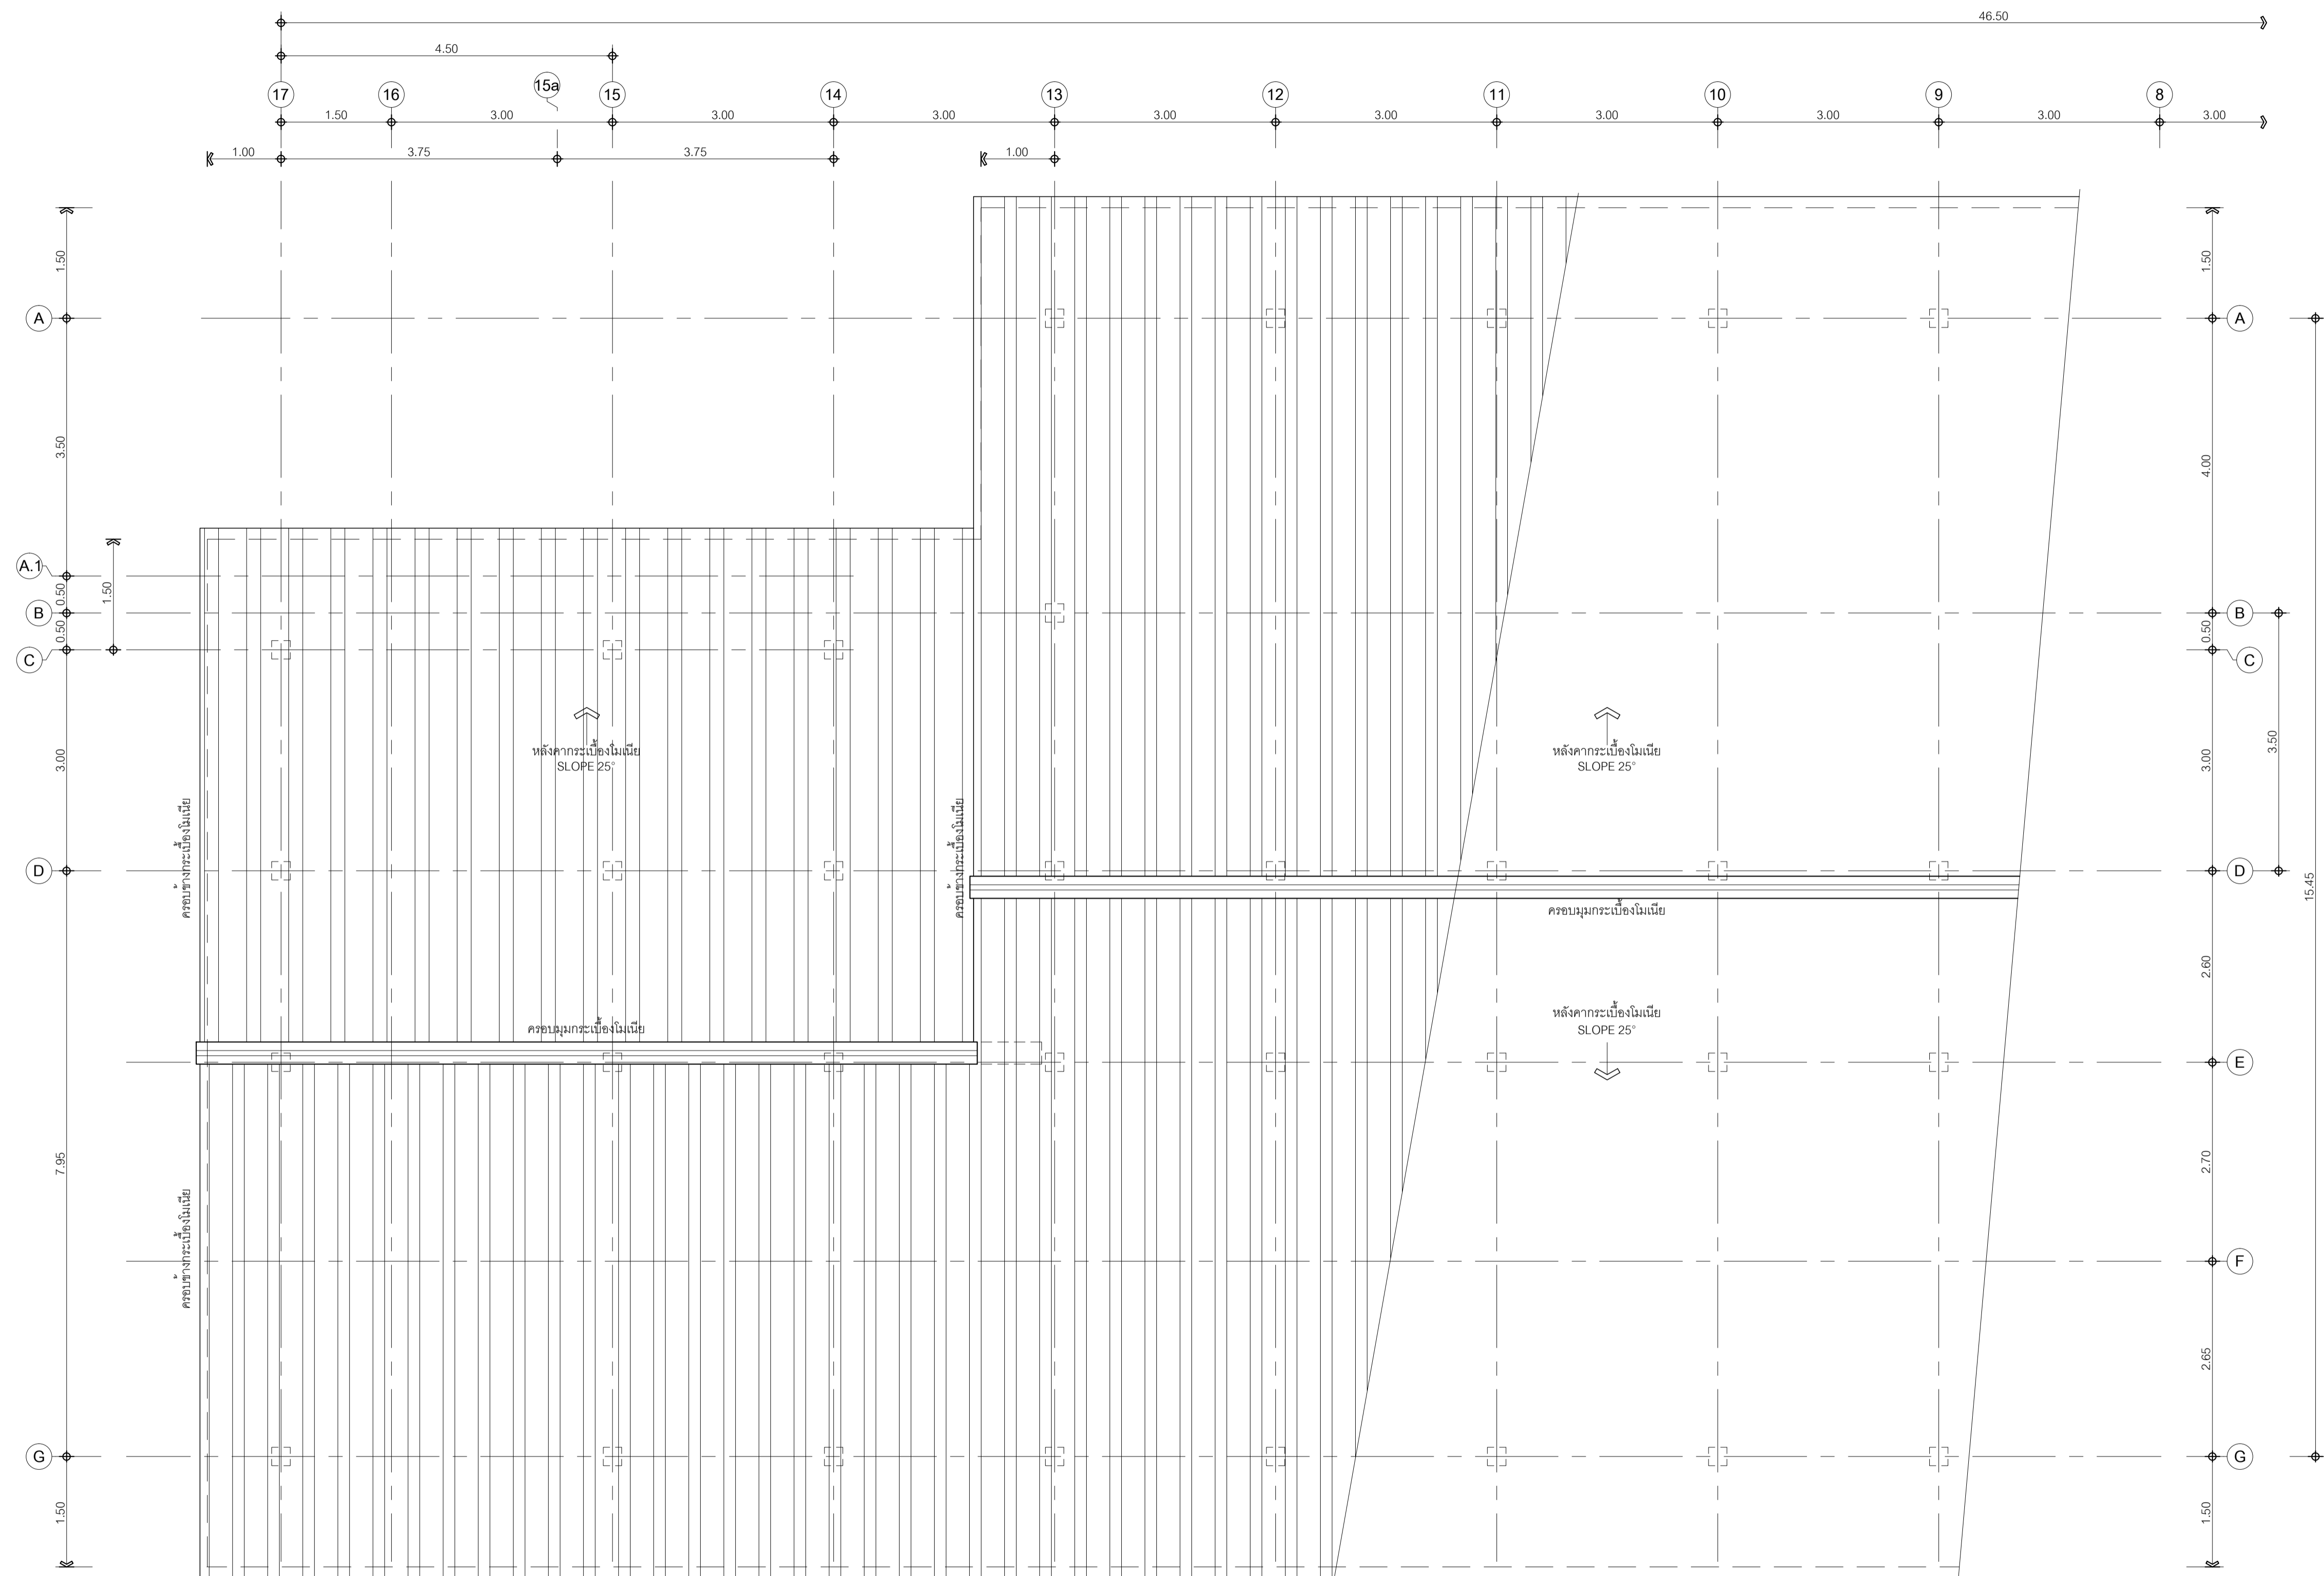 46.50
4.50
17
16
15a
15
14
13
12
11
10
9
8
1.50
3.00
3.00
3.00
3.00
3.00
3.00
3.00
3.00
3.00
1.00
3.75
3.75
1.00
1.50
1.50
A
A
3.50
4.00
A.1
0.50
1.50
B
B
0.50
0.50
C
C
หลังคากระเบื้องโมเนีย
SLOPE 25°
หลังคากระเบื้องโมเนีย
SLOPE 25°
3.00
3.00
3.50
ครอบข้างกระเบื้องโมเนีย
ครอบข้างกระเบื้องโมเนีย
D
D
15.45
ครอบมุมกระเบื้องโมเนีย
2.60
หลังคากระเบื้องโมเนีย
SLOPE 25°
ครอบมุมกระเบื้องโมเนีย
E
7.95
2.70
ครอบข้างกระเบื้องโมเนีย
F
2.65
G
G
1.50
1.50